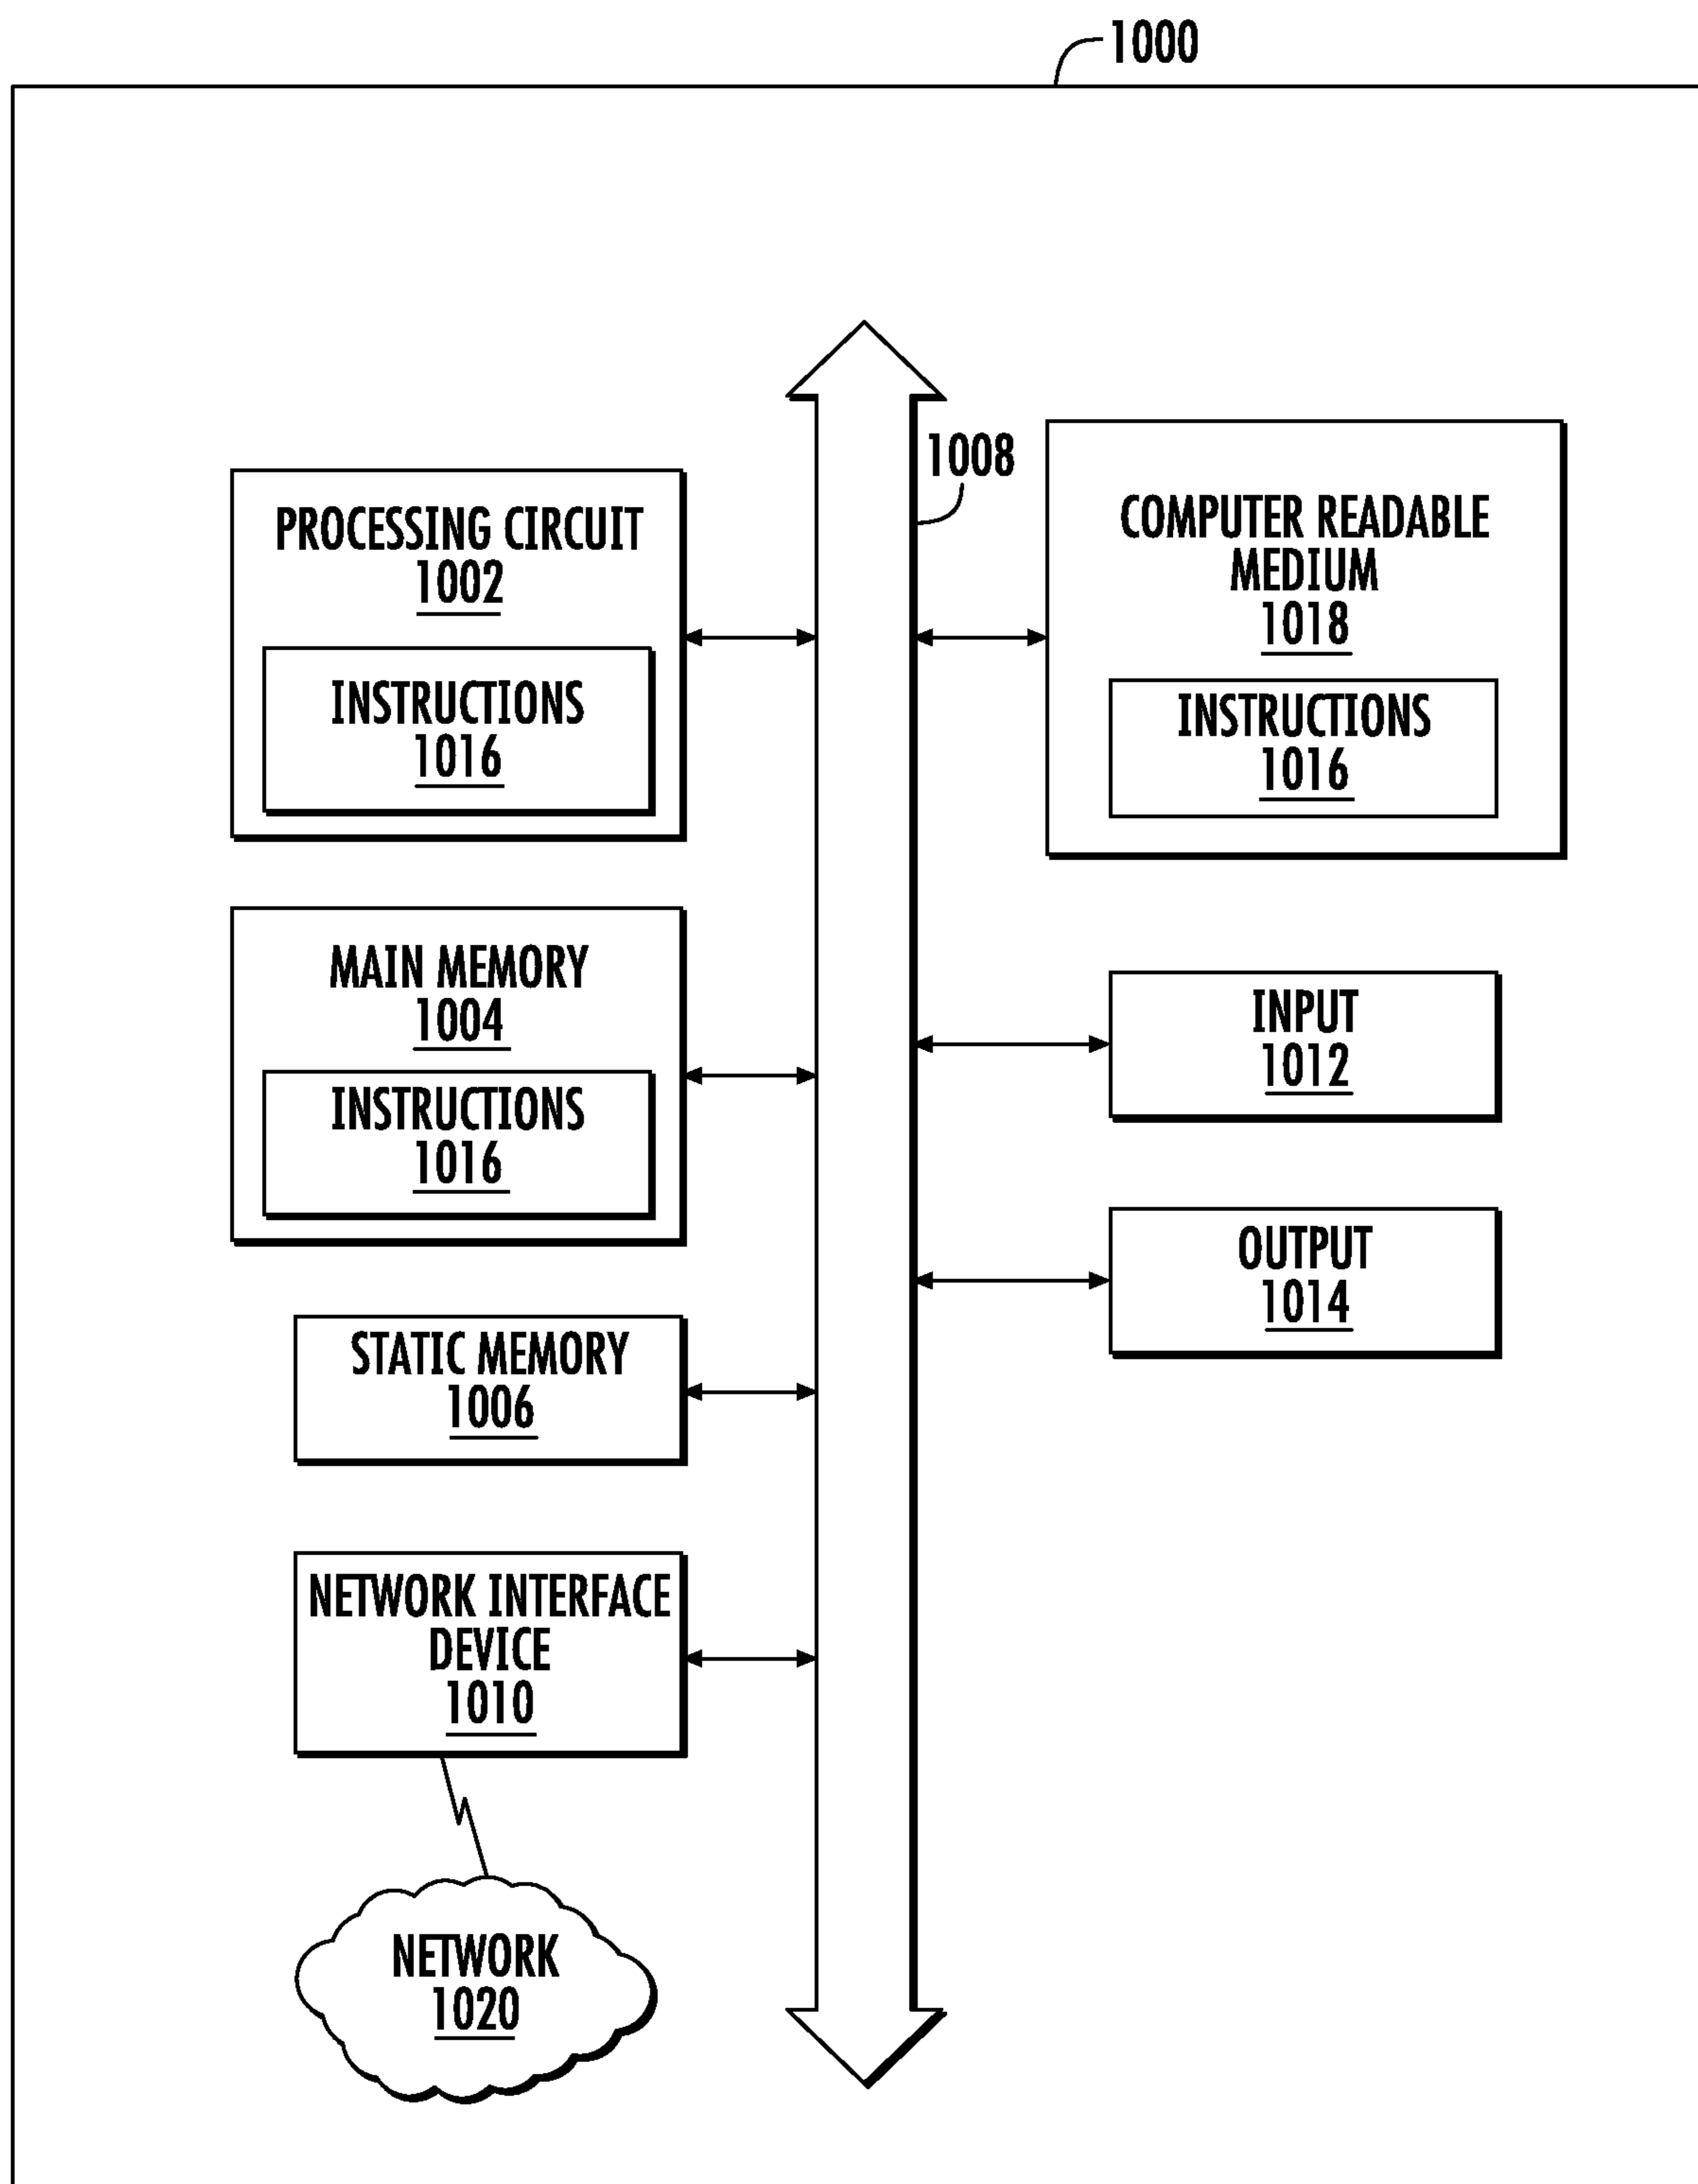 1000
1008
PROCESSING CIRCUIT
1002
INSTRUCTIONS
1016
MAIN MEMORY
1004
INSTRUCTIONS
1016
STATIC MEMORY
1006
NETWORK INTERFACE
DEVICE
1010
NETWORK
1020
COMPUTER READABLE
MEDIUM
1018
INSTRUCTIONS
1016
INPUT
1012
OUTPUT
1014